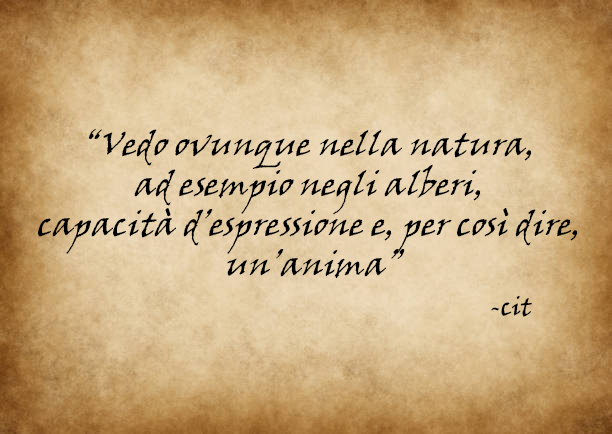 “Vedo ovunque nella natura,
ad esempio negli alberi,
capacità d’espressione e, per così dire,
un’anima”
-cit